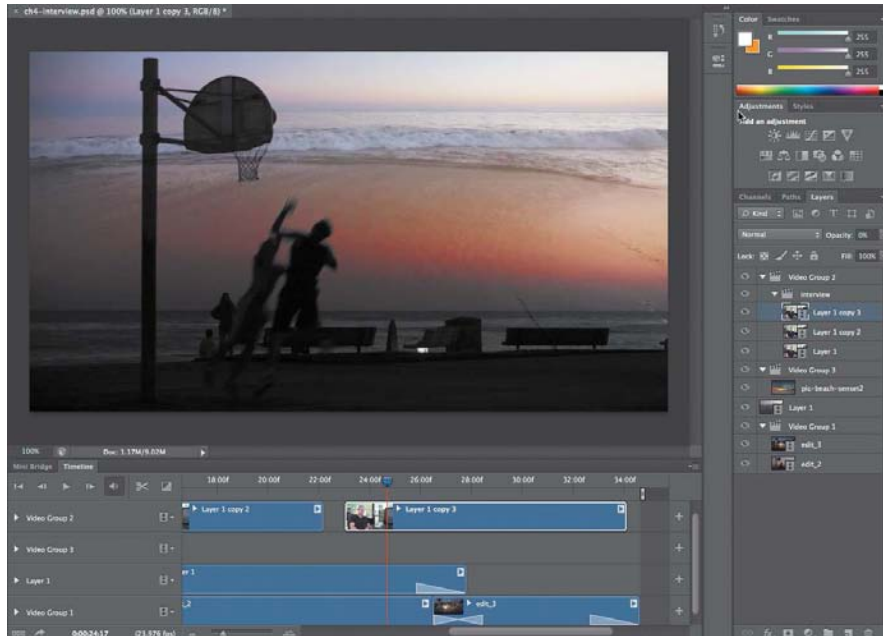 × ch4-interview.psd @ 100% (Layer 1 copy 3, RGB/8) *
Color Swatches
R 255
G 255
B 255
Adjustments Styles
Add an adjustment
Channels Paths Layers
Kind
Normal Opacity: 0%
Lock: Fill: 100%
Video Group 2
interview
Layer 1 copy 3
Layer 1 copy 2
Layer 1
Video Group 3
pic-beach-sunset2
Layer 1
Video Group 1
edit_3
edit_2
100% Doc: 1.17M/9.02M
Mini Bridge Timeline
18:00f 20:00f 22:00f 24:00f 26:00f 28:00f 30:00f 32:00f 34:00f
Video Group 2 Layer 1 copy 2 Layer 1 copy 3
Video Group 3
Layer 1 er 1
Video Group 1 _2 edit_3
0:00:24:17 (23.976 fps)
fx